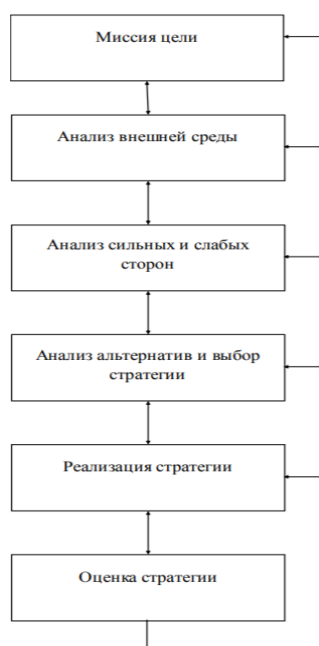 Миссия цели
Анализ внешней среды
Анализ сильных и слабых
сторон
Анализ альтернатив и выбор
стратегии
Реализация стратегии
Оценка стратегии